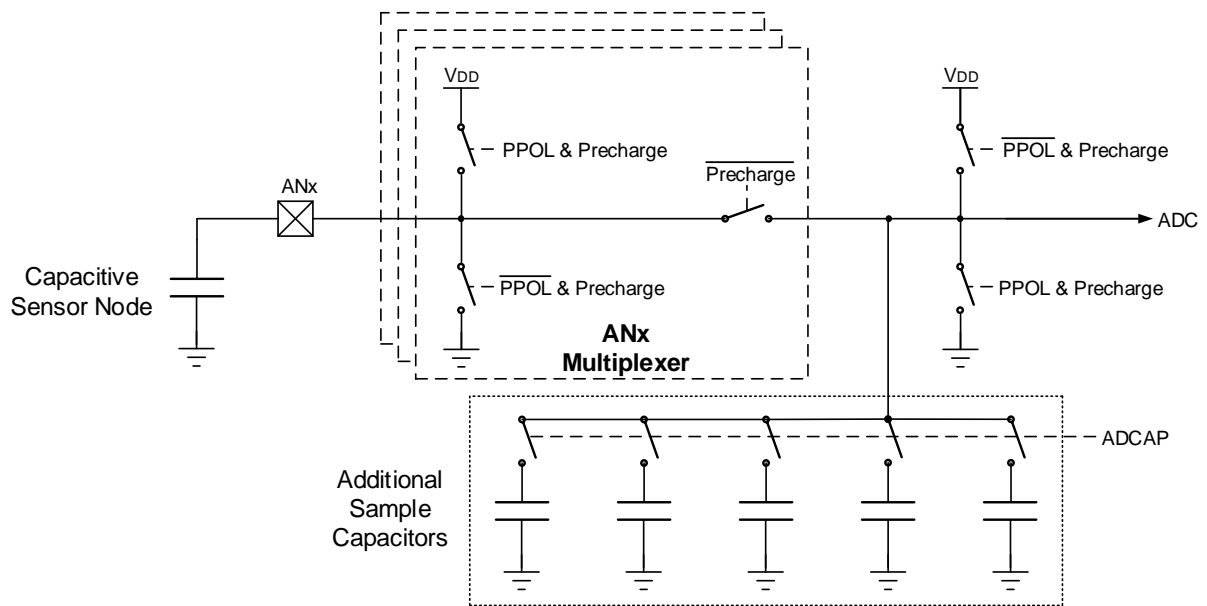 VDD
VDD
PPOL & Precharge
PPOL & Precharge
Precharge
ANx
ADC
Capacitive
Sensor Node
PPOL & Precharge
PPOL & Precharge
ANx
Multiplexer
ADCAP
Additional
Sample
Capacitors